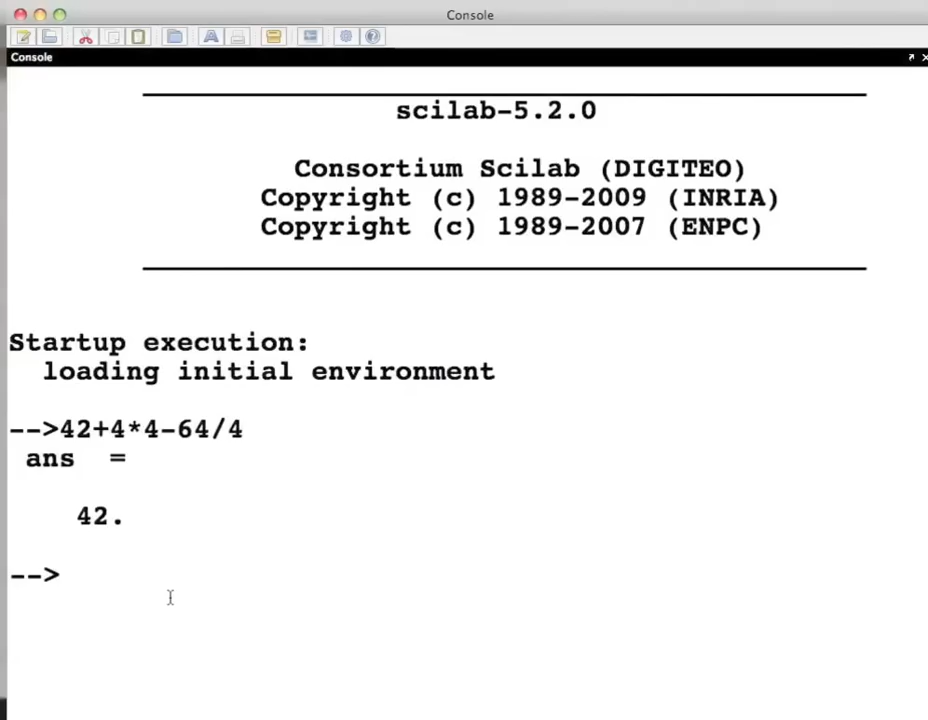 Console
Console
scilab-5.2.0
Consortium Scilab (DIGITEO)
Copyright (c) 1989-2009 (INRIA)
Copyright (c) 1989-2007 (ENPC)
Startup execution:
loading initial environment
-->42+4*4-64/4
ans =
42.
-->